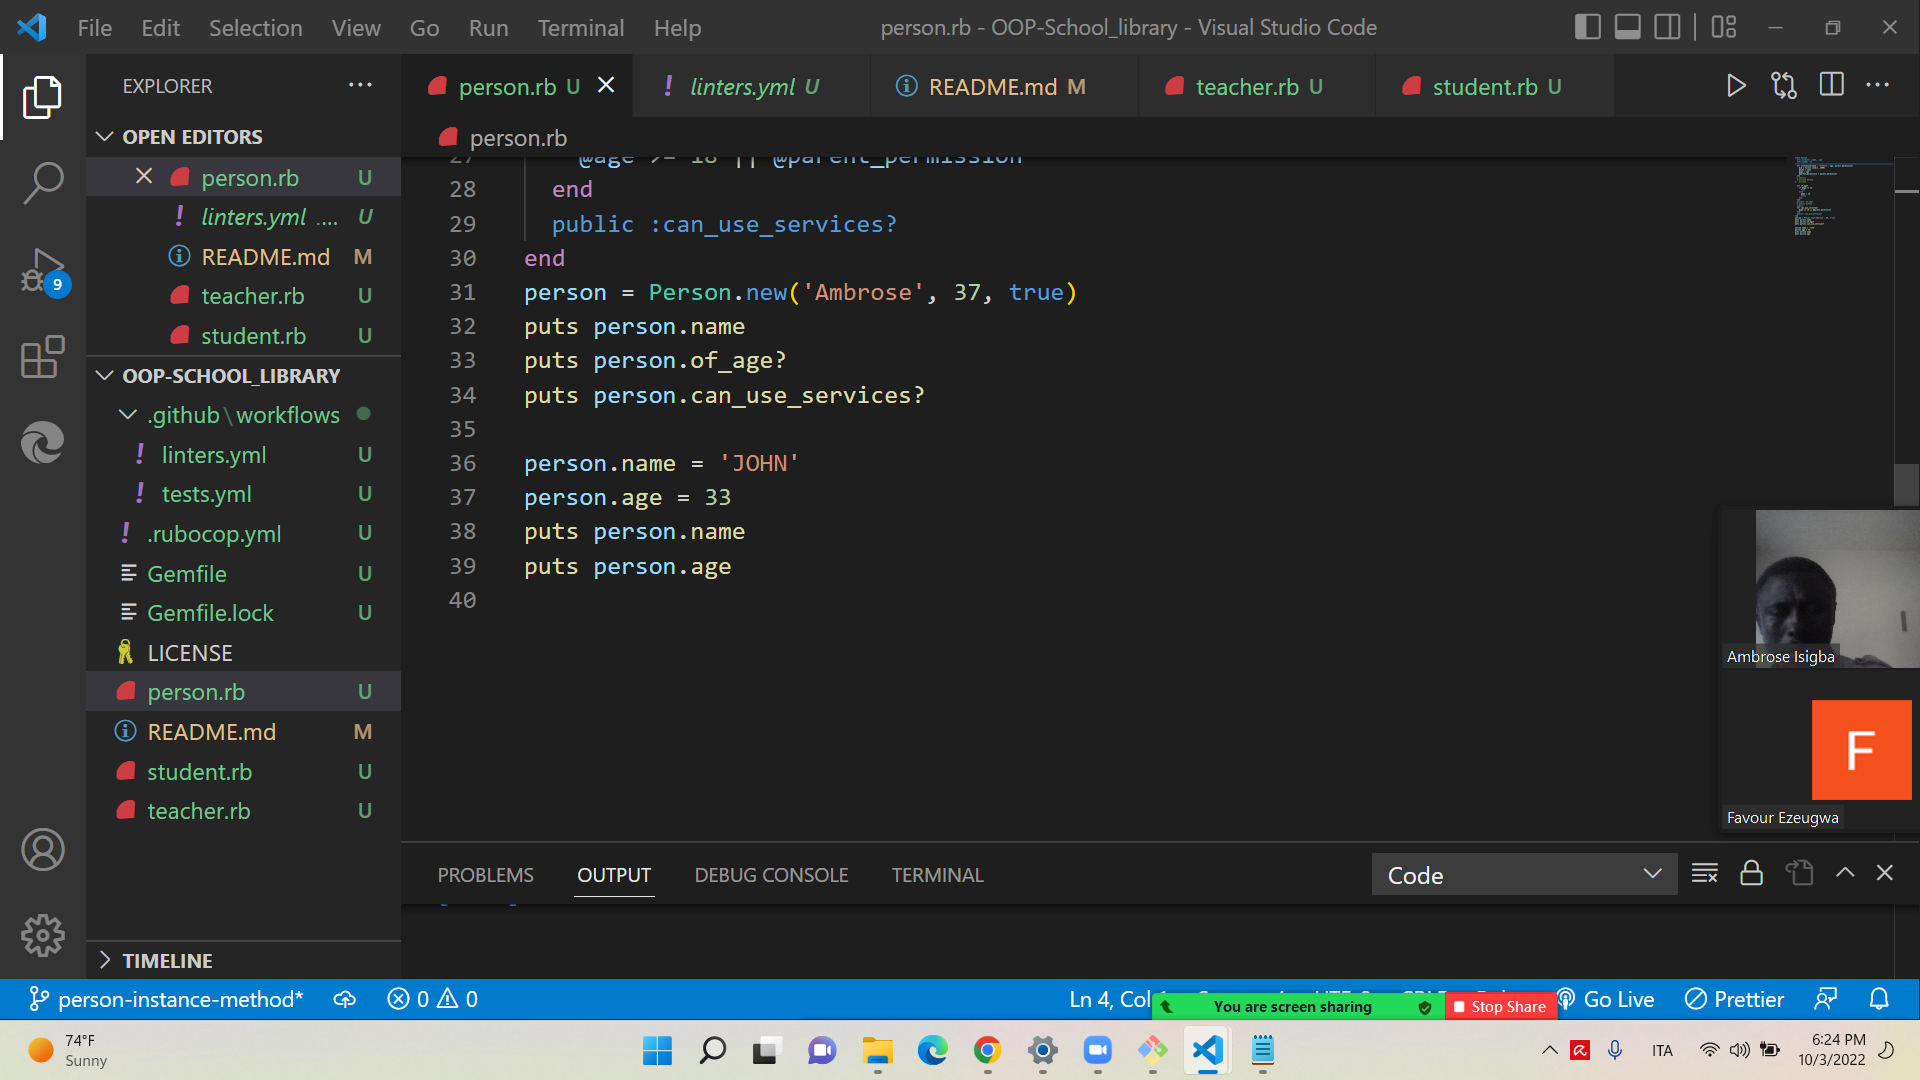 File Edit Selection View Go Run Terminal Help
person.rb - OOP-School_library - Visual Studio Code
EXPLORER
OPEN EDITORS
person.rb U
linters.yml .... U
README.md M
teacher.rb U
student.rb U
OOP-SCHOOL_LIBRARY
.github\workflows
linters.yml U
tests.yml U
.rubocop.yml U
Gemfile U
Gemfile.lock U
LICENSE
person.rb U
README.md M
student.rb U
teacher.rb U
TIMELINE
9
person.rb U
linters.yml U
README.md M
teacher.rb U
student.rb U
person.rb
27 @age >= 18 || @parent_permission
28 end
29 public :can_use_services?
30 end
31 person = Person.new('Ambrose', 37, true)
32 puts person.name
33 puts person.of_age?
34 puts person.can_use_services?
35
36 person.name = 'JOHN'
37 person.age = 33
38 puts person.name
39 puts person.age
40
Ambrose Isigba
F
Favour Ezeugwa
PROBLEMS OUTPUT DEBUG CONSOLE TERMINAL
Code
person-instance-method*
0 0
Ln 4, Col
Go Live
Prettier
You are screen sharing
Stop Share
74°F
Sunny
ITA
6:24 PM
10/3/2022